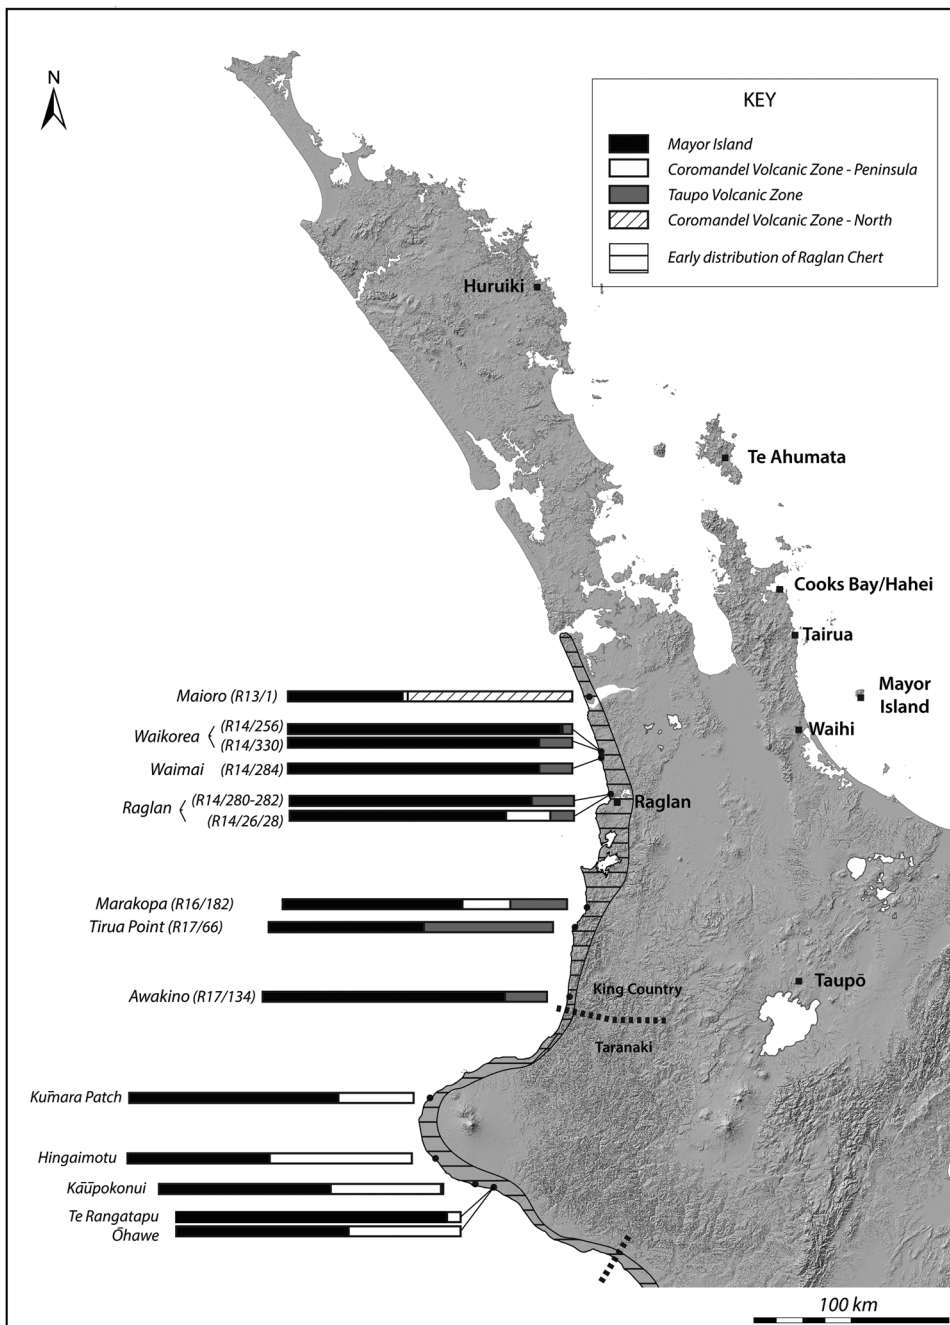 N
KEY
Mayor Island
Coromandel Volcanic Zone - Peninsula
Taupo Volcanic Zone
Coromandel Volcanic Zone - North
Early distribution of Raglan Chert
Huruiki
Te Ahumata
Cooks Bay/Hahei
Tairua
Mayor
Island
Waihi
Maioro (R13/1)
Waikorea
(R14/256)
(R14/330)
Waimai (R14/284)
Raglan
(R14/280-282)
(R14/26/28)
Raglan
Marakopa (R16/182)
Tirua Point (R17/66)
Taupō
Awakino (R17/134)
King Country
Taranaki
Kūmara Patch
Hingaimotu
Kāūpokonui
Te Rangatapu
Ōhawe
100 km